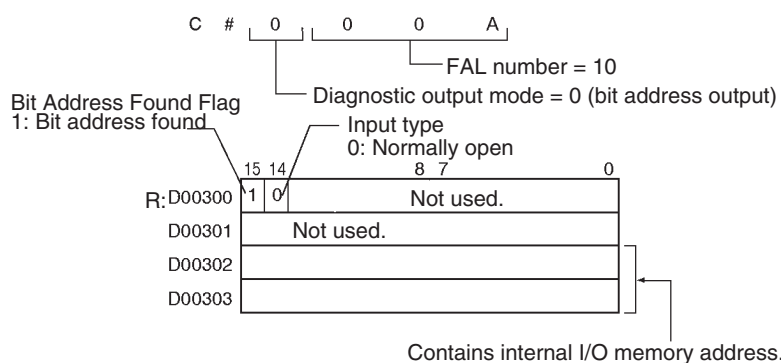 C # 0 0 0 A
FAL number = 10
Diagnostic output mode = 0 (bit address output)
Bit Address Found Flag
1: Bit address found
Input type
0: Normally open
15 14 8 7 0
R: D00300 1 0 Not used.
D00301 Not used.
D00302
D00303
Contains internal I/O memory address.